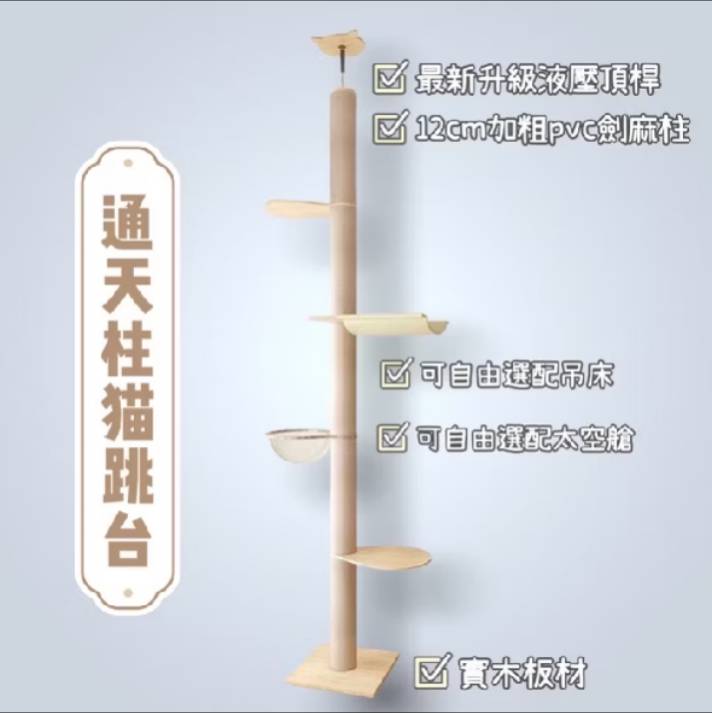 通天柱猫跳台
最新升級液壓頂桿
12cm加粗pvc劍麻柱
可自由選配吊床
可自由選配太空艙
實木板材